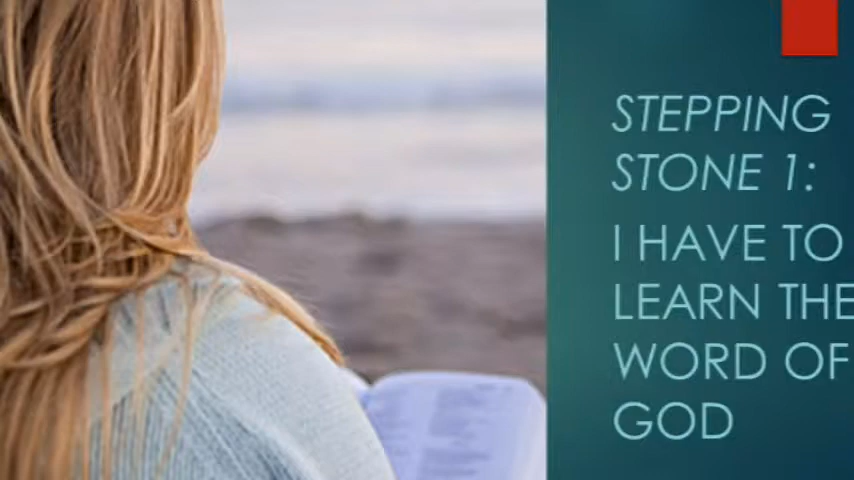 STEPPING
STONE 1:
I HAVE TO
LEARN THE
WORD OF
GOD